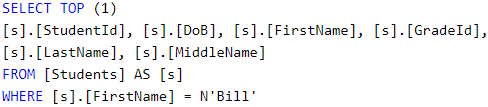 SELECT TOP (1)
[s].[StudentId], [s].[DoB], [s].[FirstName], [s].[GradeId],
[s].[LastName], [s].[MiddleName]
FROM [Students] AS [s]
WHERE [s].[FirstName] = N'Bill'